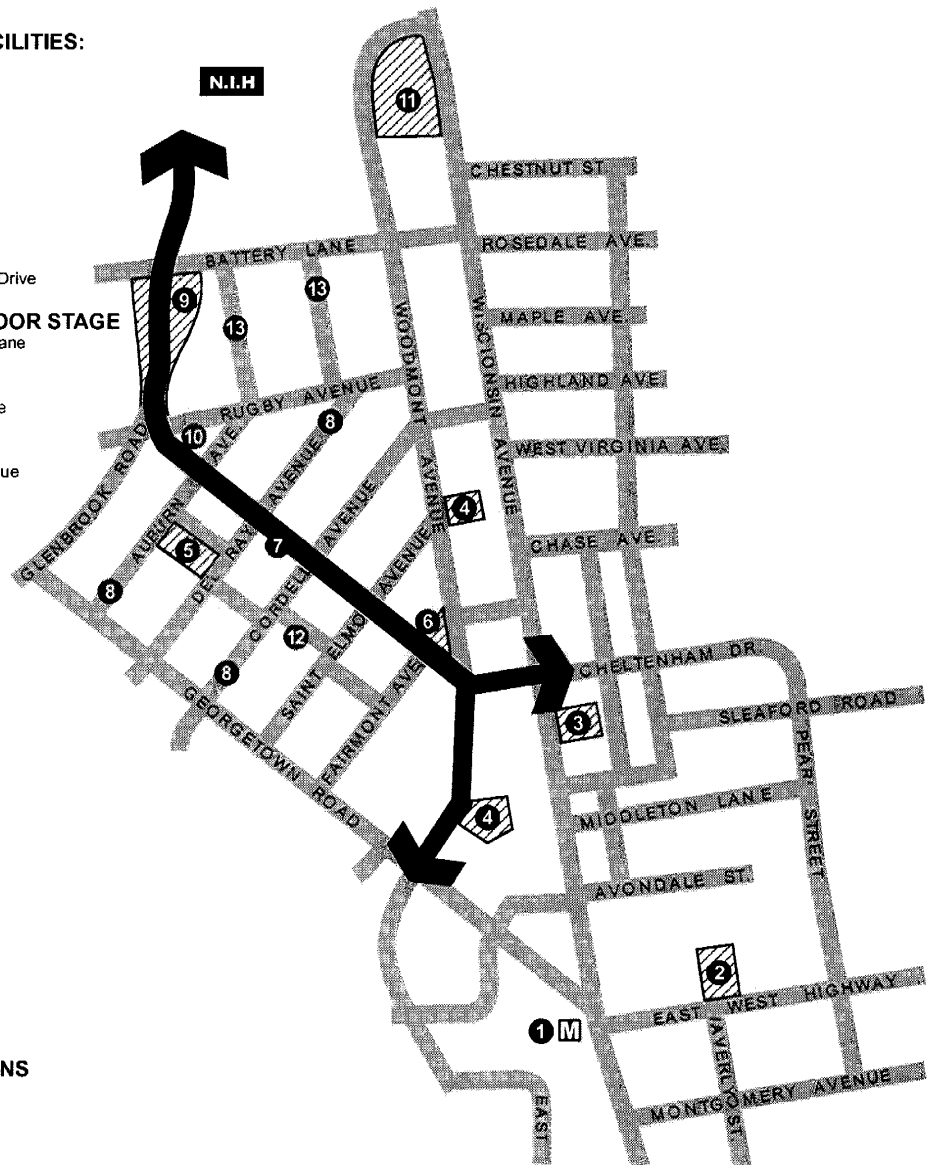 CILITIES:
N.I.H
11
CHESTNUT ST.
ROSEDALE AVE.
BATTERY LANE
Drive
13
9
13
OOR STAGE
ane
WOODMONT AVENUE
WISCTONSIN AVENUE
MAPLE AVE.
HIGHLAND AVE.
e
RUGBY AVENUE
8
10
ue
WEST VIRGINIA AVE.
GLENBROOK ROAD
AUBURN AVE.
DEL RAY AVENUE
CORDELL AVENUE
SAINT ELMO AVENUE
FAIRMONT AVE
4
CHASE AVE.
7
5
8
6
12
8
GEORGETOWN ROAD
CHELTENHAM DR.
SLEAFORD ROAD
3
PEAR STREET
4
MIDDLETON LANE
AVONDALE ST.
2
EAST WEST HIGHWAY
1 M
AVERLYO ST.
NS
MONTGOMERY AVENUE
EAST